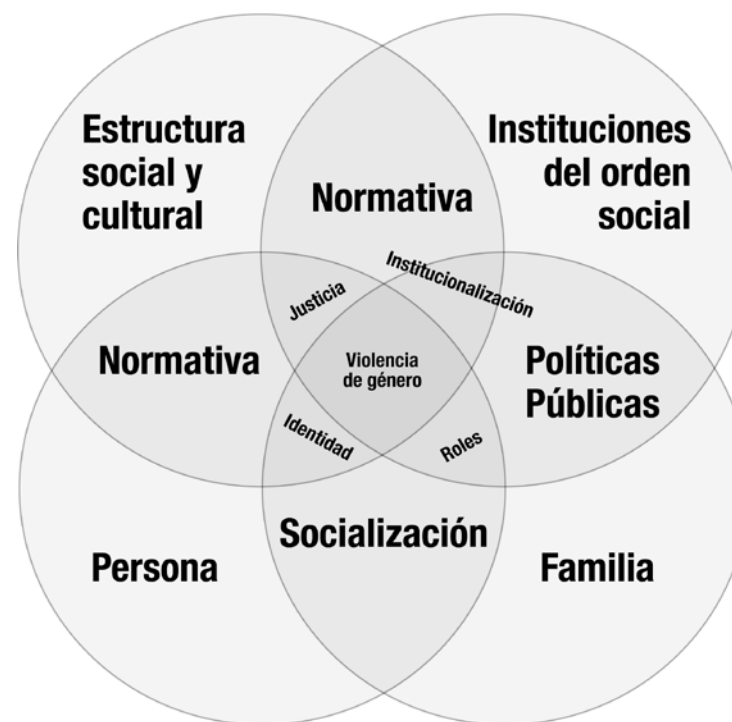 Estructura
social y
cultural
Instituciones
del orden
social
Normativa
Institucionalización
Justicia
Normativa
Violencia
de género
Políticas
Públicas
Identidad
Roles
Socialización
Persona
Familia